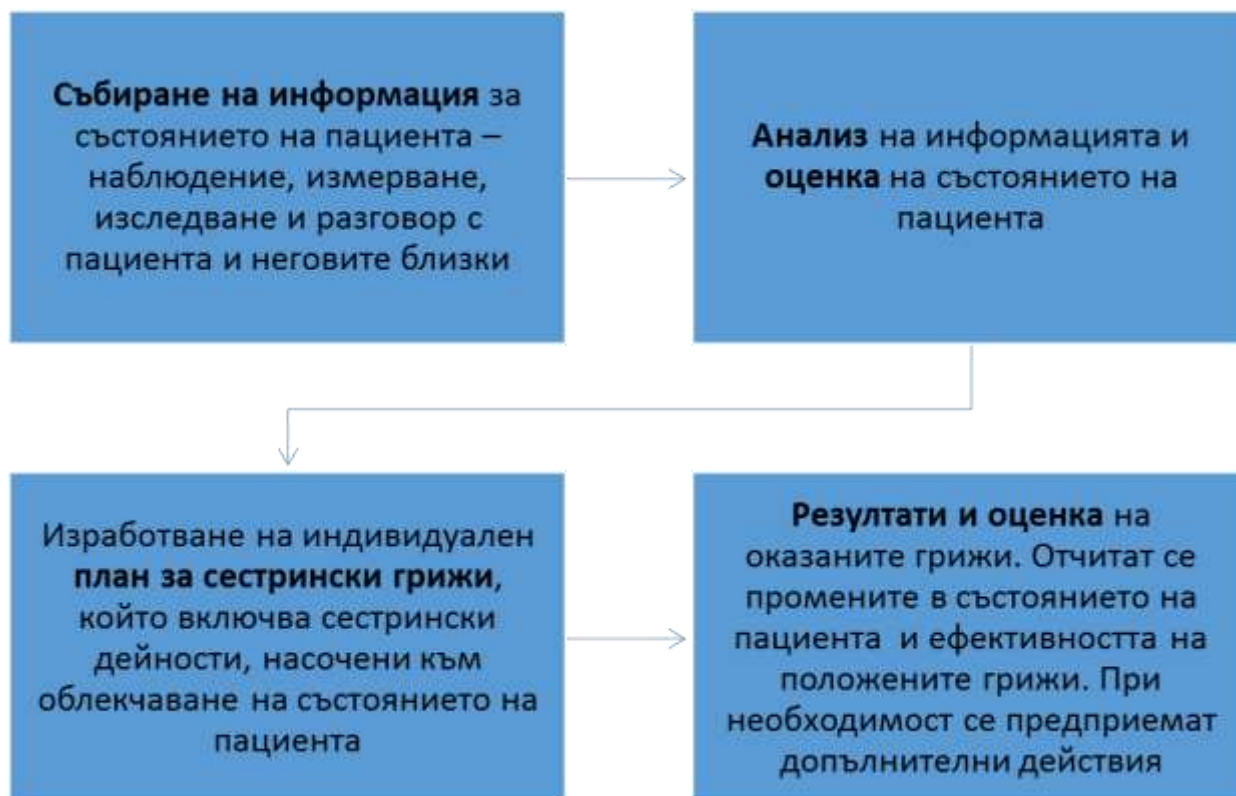 Събиране на информация за
състоянието на пациента –
наблюдение, измерване,
изследване и разговор с
пациента и неговите близки
Анализ на информацията и
оценка на състоянието на
пациента
Изработване на индивидуален
план за сестрински грижи,
който включва сестрински
дейности, насочени към
облекчаване на състоянието на
пациента
Резултати и оценка на
оказаните грижи. Отчитат се
промените в състоянието на
пациента и ефективността на
положените грижи. При
необходимост се предприемат
допълнителни действия